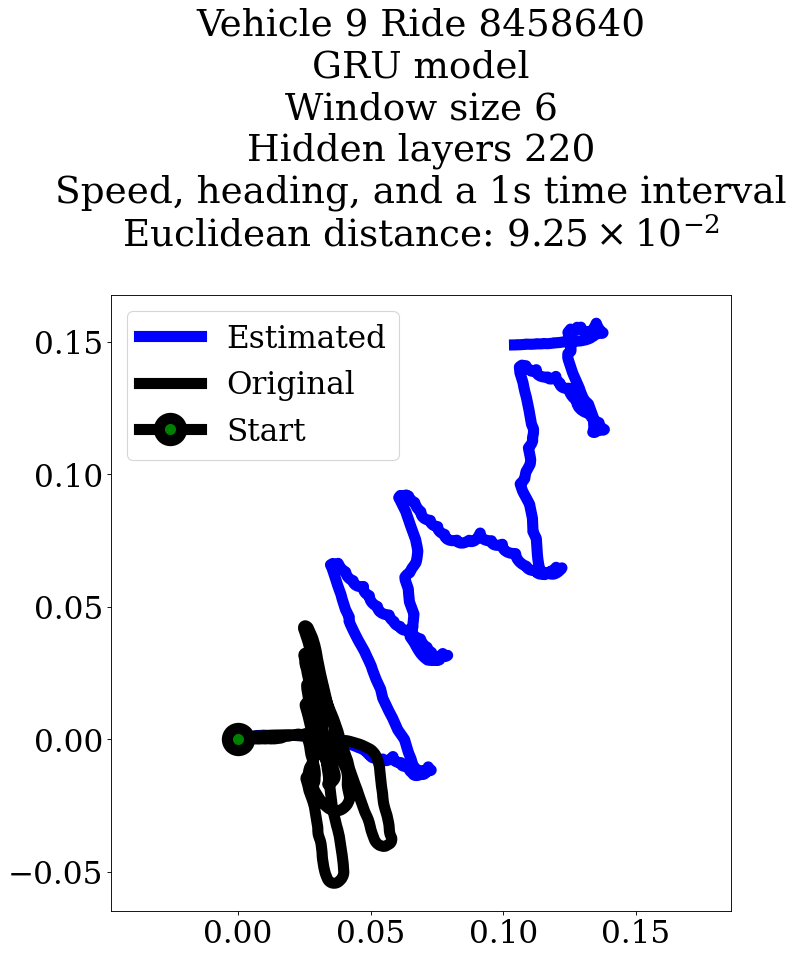 Vehicle 9 Ride 8458640
GRU model
Window size 6
Hidden layers 220
Speed, heading, and a 1s time interval
Euclidean distance: 9.25 × 10⁻²
Estimated
Original
Start
0.15
0.10
0.05
0.00
−0.05
0.00 0.05 0.10 0.15